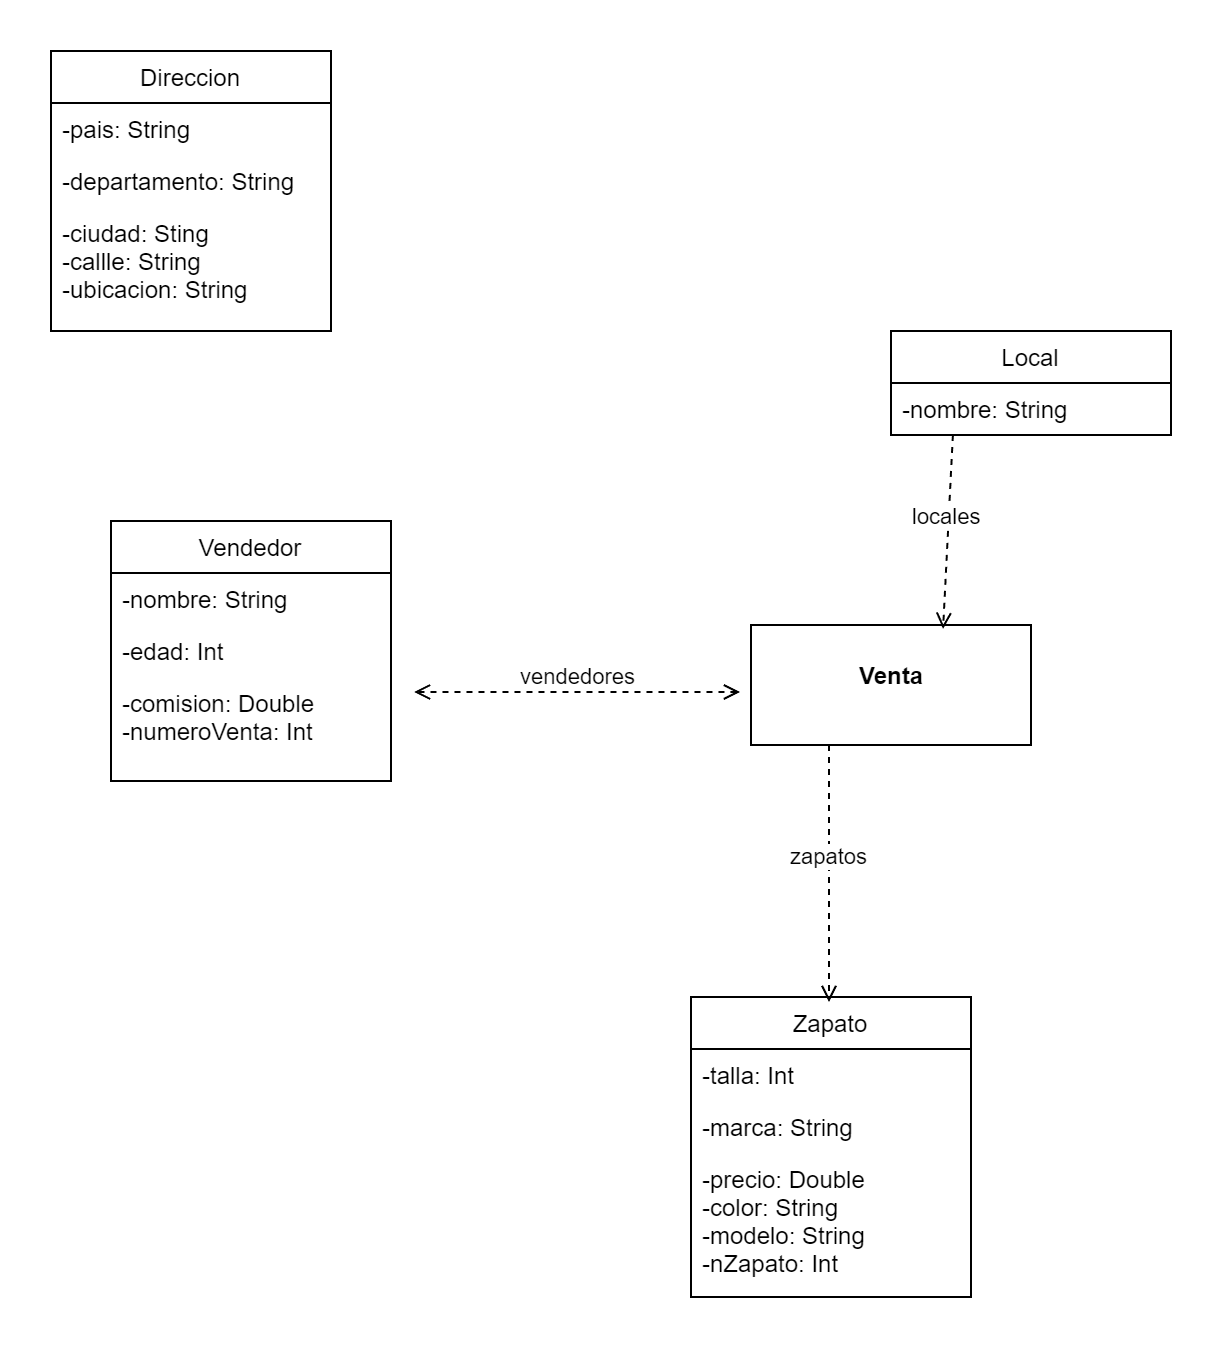 Direccion
-pais: String
-departamento: String
-ciudad: Sting
-callle: String
-ubicacion: String
Local
-nombre: String
locales
Vendedor
-nombre: String
-edad: Int
-comision: Double
-numeroVenta: Int
vendedores
Venta
zapatos
Zapato
-talla: Int
-marca: String
-precio: Double
-color: String
-modelo: String
-nZapato: Int